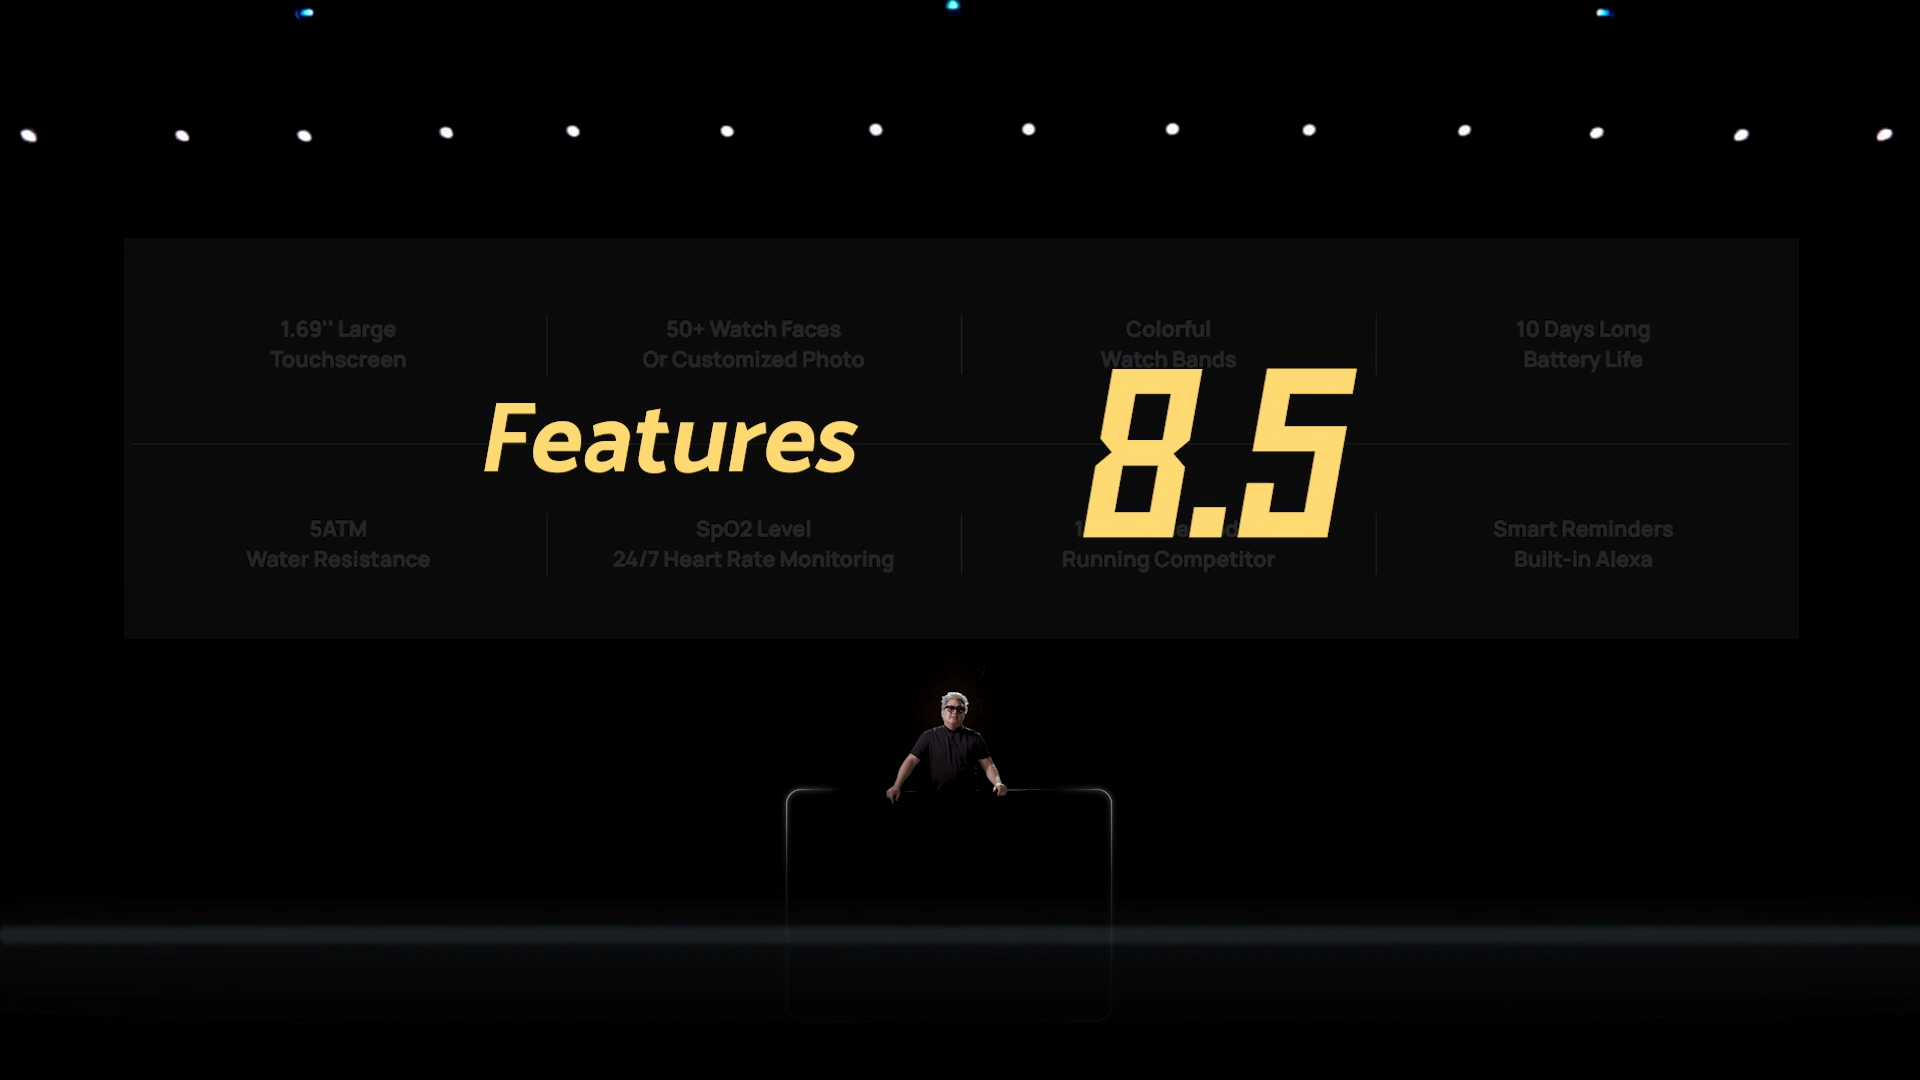 1.69'' Large
Touchscreen
50+ Watch Faces
Or Customized Photo
Colorful
Watch Bands
10 Days Long
Battery Life
Features
8.5
5ATM
Water Resistance
SpO2 Level
24/7 Heart Rate Monitoring
Running Competitor
Smart Reminders
Built-in Alexa